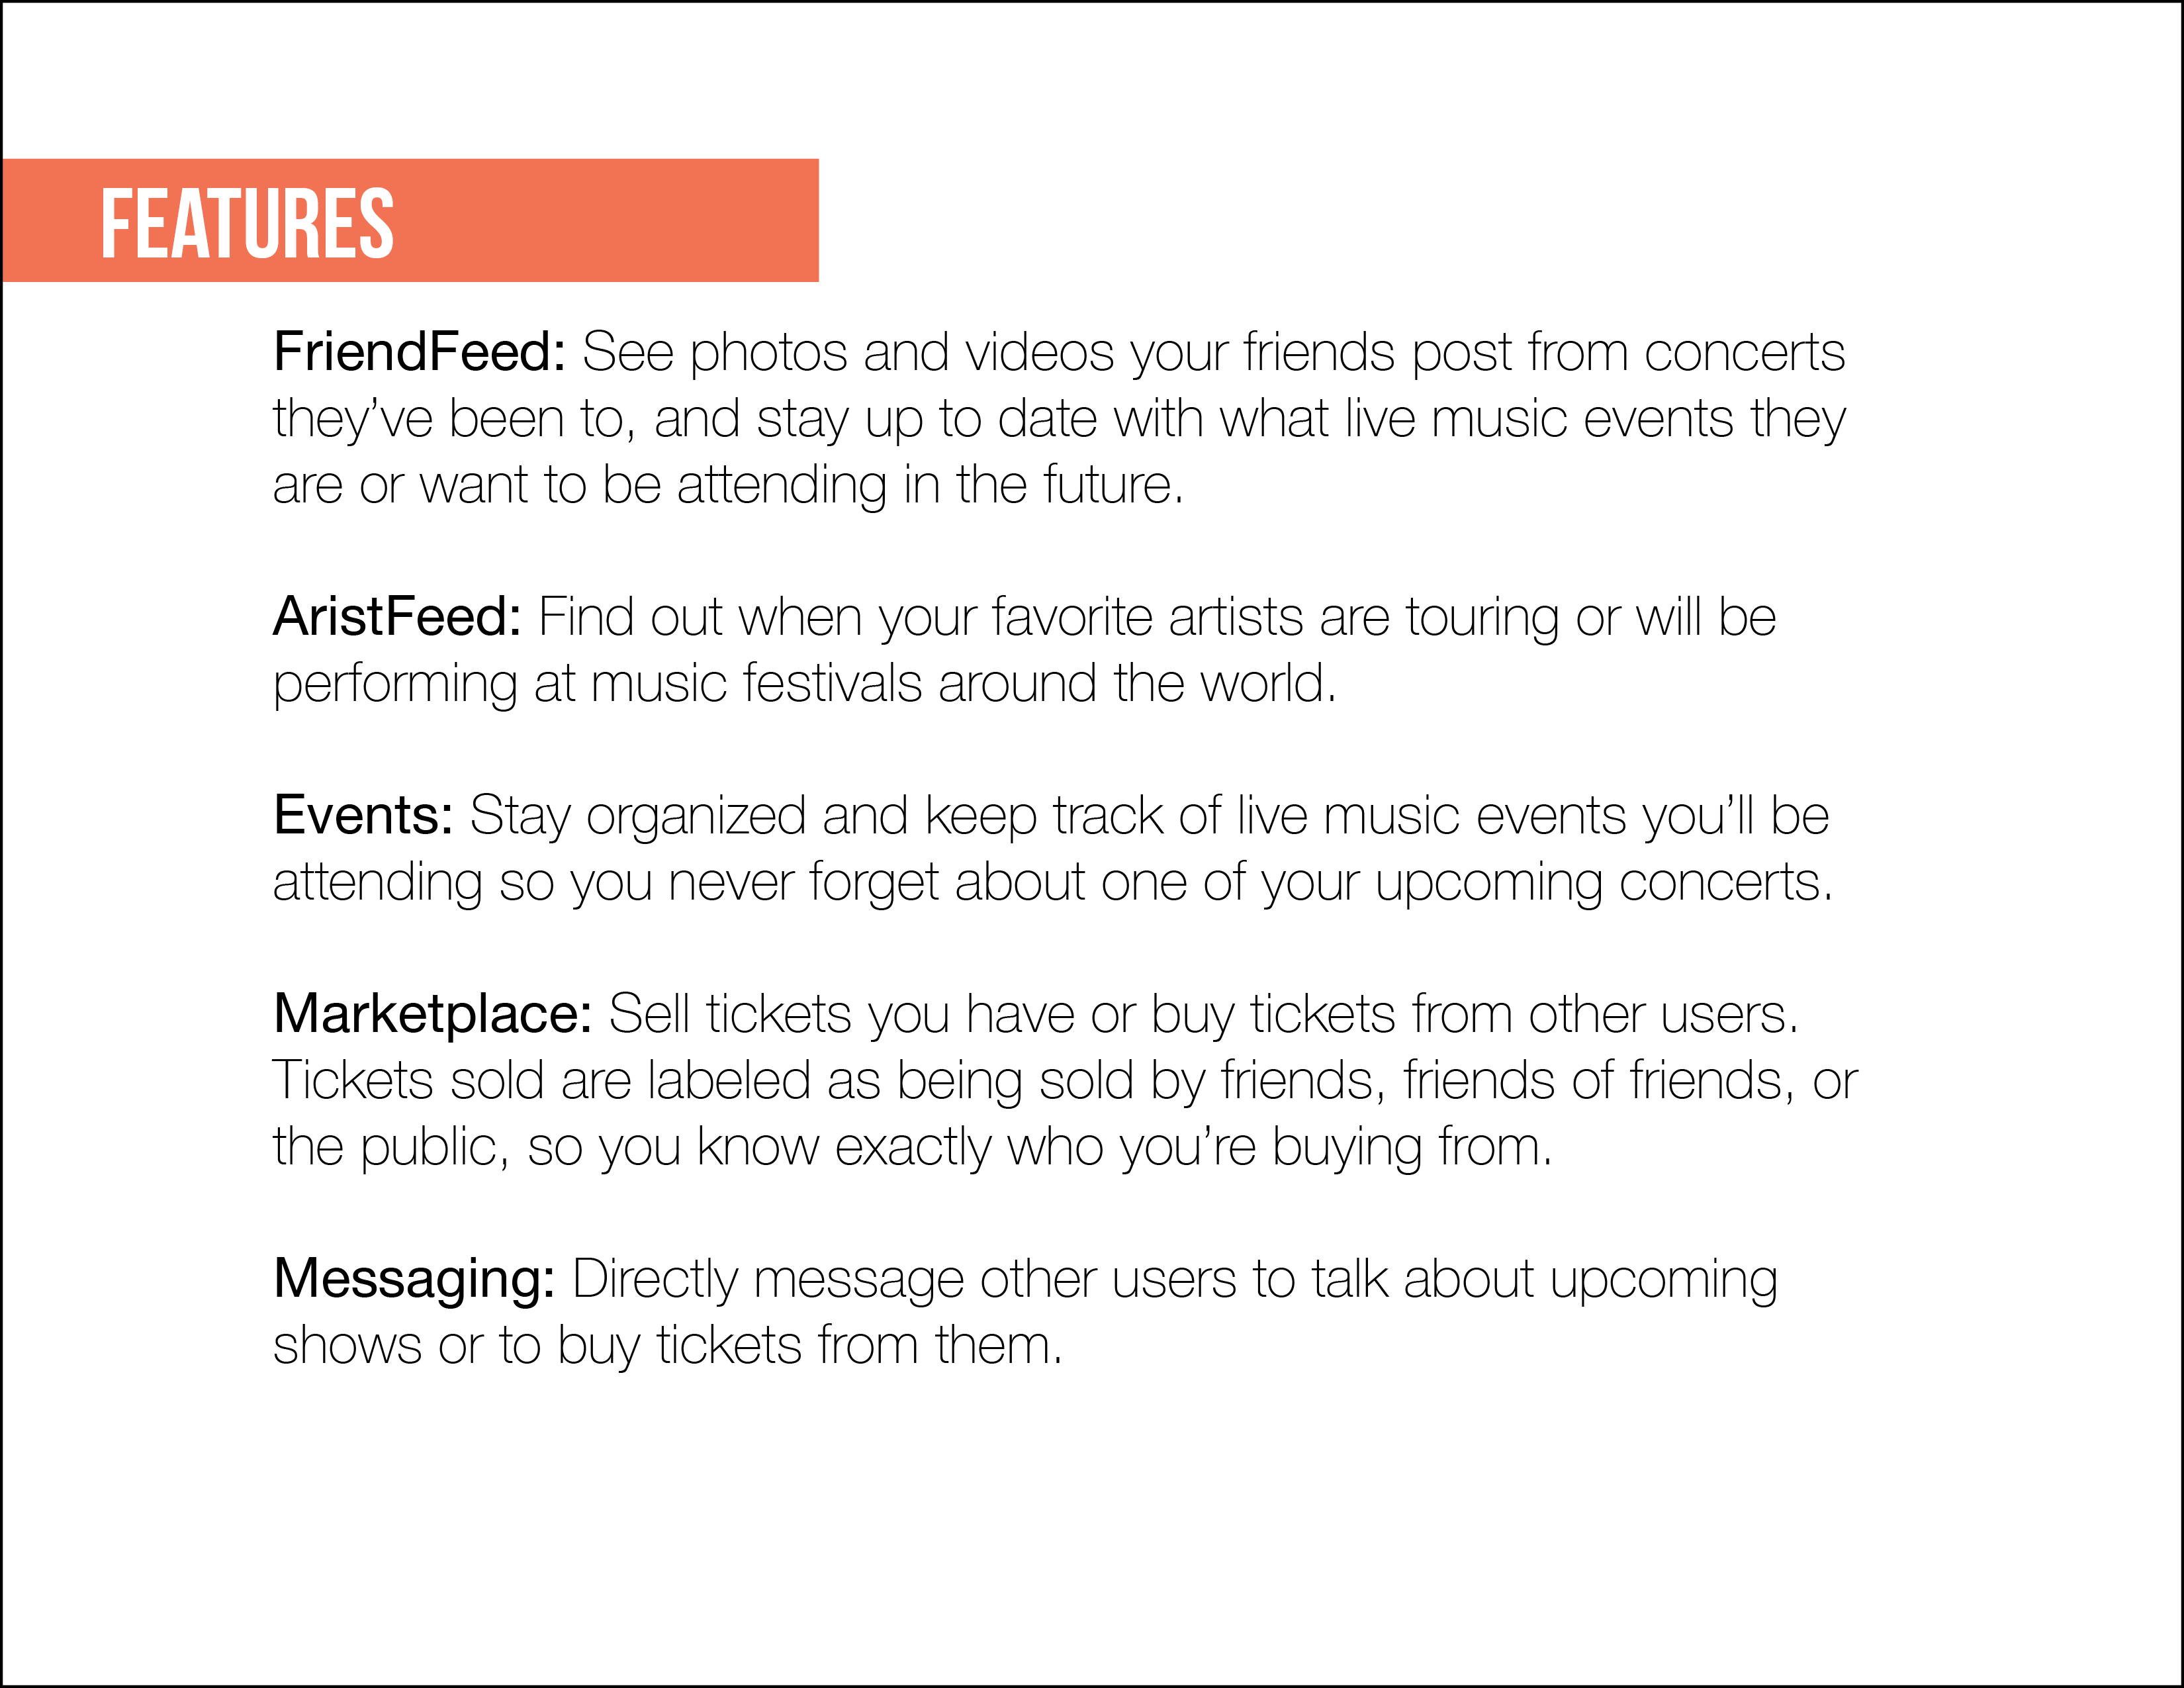 FEATURES
FriendFeed: See photos and videos your friends post from concerts
they’ve been to, and stay up to date with what live music events they
are or want to be attending in the future.
AristFeed: Find out when your favorite artists are touring or will be
performing at music festivals around the world.
Events: Stay organized and keep track of live music events you’ll be
attending so you never forget about one of your upcoming concerts.
Marketplace: Sell tickets you have or buy tickets from other users.
Tickets sold are labeled as being sold by friends, friends of friends, or
the public, so you know exactly who you’re buying from.
Messaging: Directly message other users to talk about upcoming
shows or to buy tickets from them.